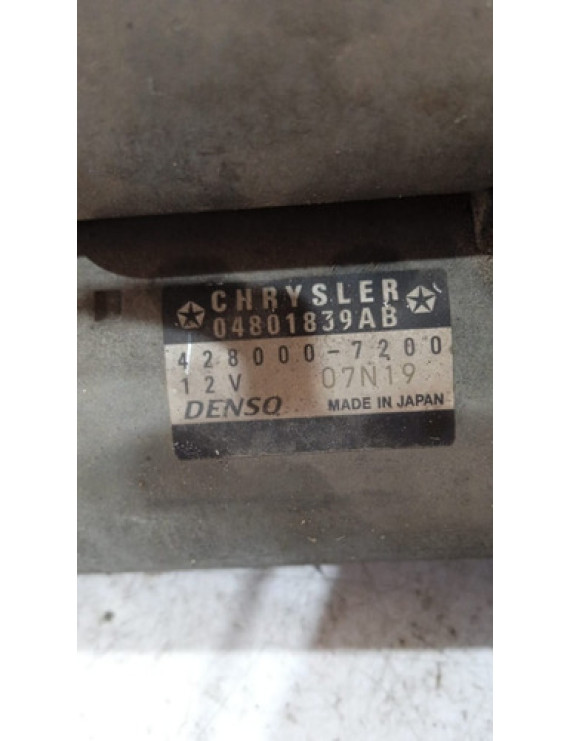 CHRYSLER
04801839AB
428000-7200
12V 07N19
DENSO MADE IN JAPAN